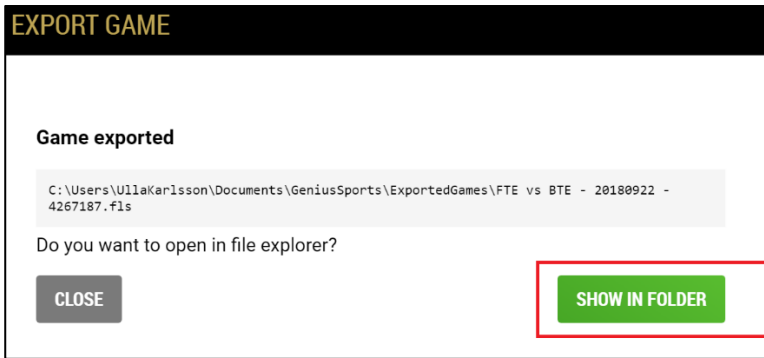 EXPORT GAME
Game exported
C:\Users\UllaKarlsson\Documents\GeniusSports\ExportedGames\FTE vs BTE - 20180922 -
4267187.fls
Do you want to open in file explorer?
CLOSE
SHOW IN FOLDER